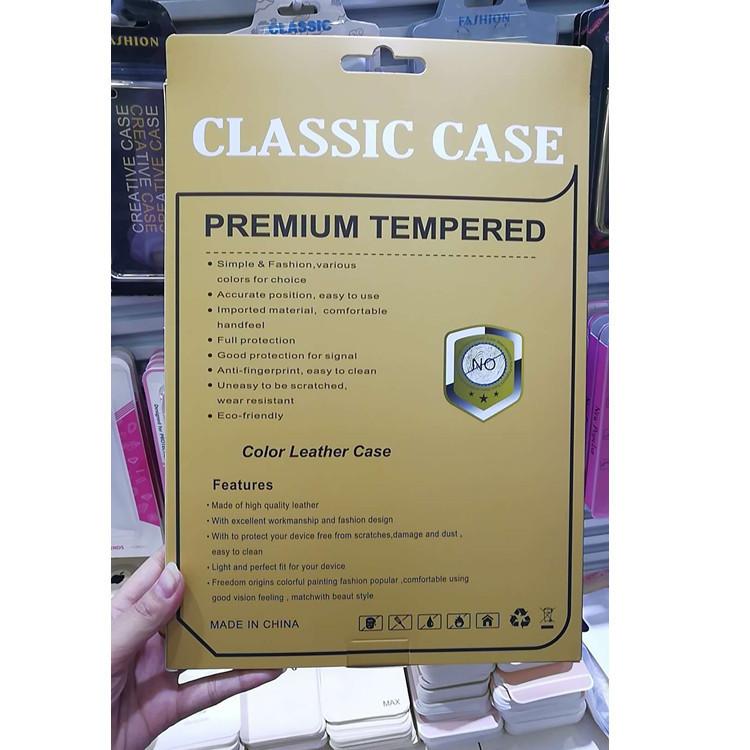 FASHION
CLASSIC
FASHION
CREATIVE CASE
CREATIVE CASE
CREATIVE CASE
CLASSIC CASE
PREMIUM TEMPERED
• Simple & Fashion,various
colors for choice
• Accurate position, easy to use
• Imported material, comfortable
handfeel
• Full protection
• Good protection for signal
• Anti-fingerprint, easy to clean
• Uneasy to be scratched,
wear resistant
• Eco-friendly
NO
Color Leather Case
Features
· Made of high quality leather
· With excellent workmanship and fashion design
· With to protect your device free from scratches,damage and dust ,
easy to clean
· Light and perfect fit for your device
· Freedom origins colorful painting fashion popular ,comfortable using
good vision feeling , matchwith beaut style
MADE IN CHINA
MAX